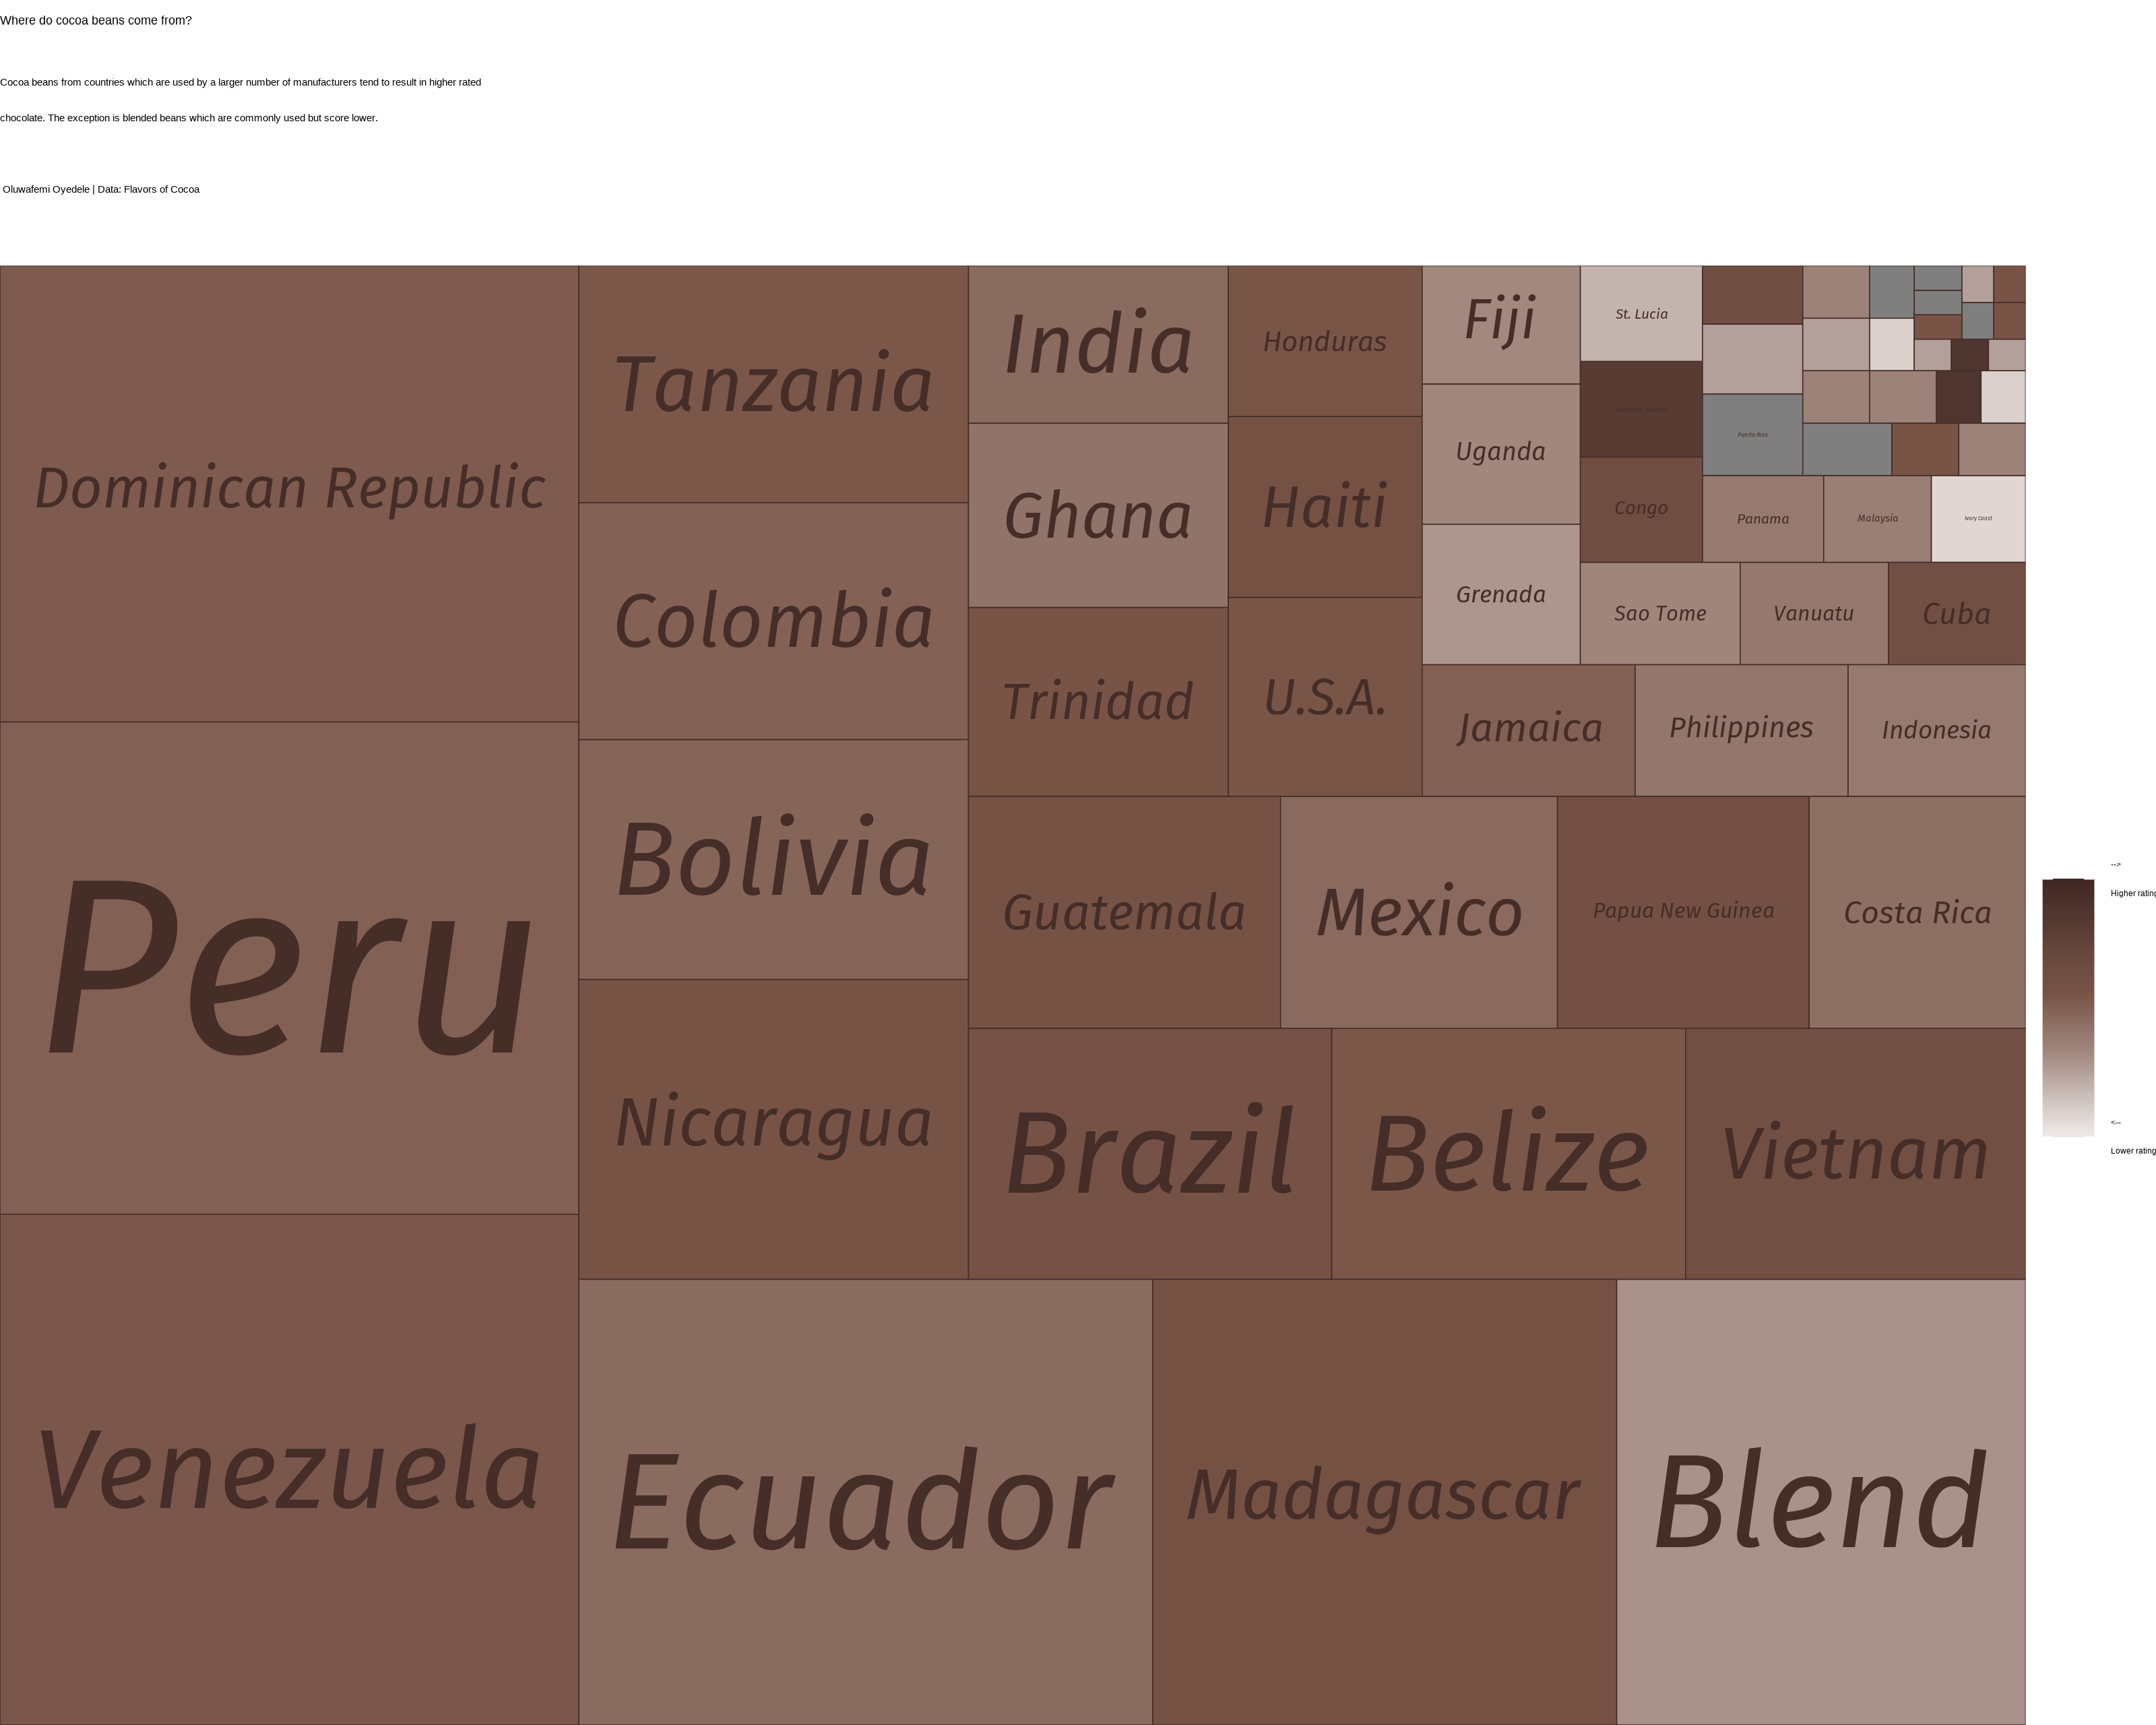 Where do cocoa beans come from?
Cocoa beans from countries which are used by a larger number of manufacturers tend to result in higher rated
chocolate. The exception is blended beans which are commonly used but score lower.
Oluwafemi Oyedele | Data: Flavors of Cocoa
Dominican Republic
Peru
Venezuela
Tanzania
Colombia
Bolivia
Nicaragua
Ecuador
Madagascar
Blend
India
Ghana
Trinidad
Honduras
Haiti
U.S.A.
Guatemala
Mexico
Papua New Guinea
Costa Rica
Brazil
Belize
Vietnam
Fiji
Uganda
Grenada
Jamaica
Philippines
Indonesia
St. Lucia
Congo
Sao Tome
Vanuatu
Cuba
Puerto Rico
Panama
Malaysia
Ivory Coast
-->
Higher rating
<--
Lower rating